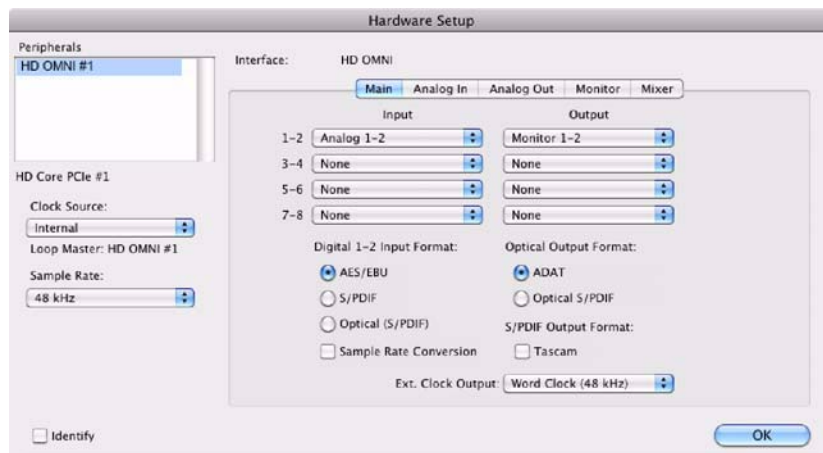 Hardware Setup
Peripherals
HD OMNI #1
HD Core PCIe #1
Clock Source:
Internal
Loop Master: HD OMNI #1
Sample Rate:
48 kHz
Identify
Interface: HD OMNI
Main Analog In Analog Out Monitor Mixer
Input Output
1-2 Analog 1-2 Monitor 1-2
3-4 None None
5-6 None None
7-8 None None
Digital 1-2 Input Format: Optical Output Format:
AES/EBU ADAT
S/PDIF Optical S/PDIF
Optical (S/PDIF) S/PDIF Output Format:
Sample Rate Conversion Tascam
Ext. Clock Output: Word Clock (48 kHz)
OK